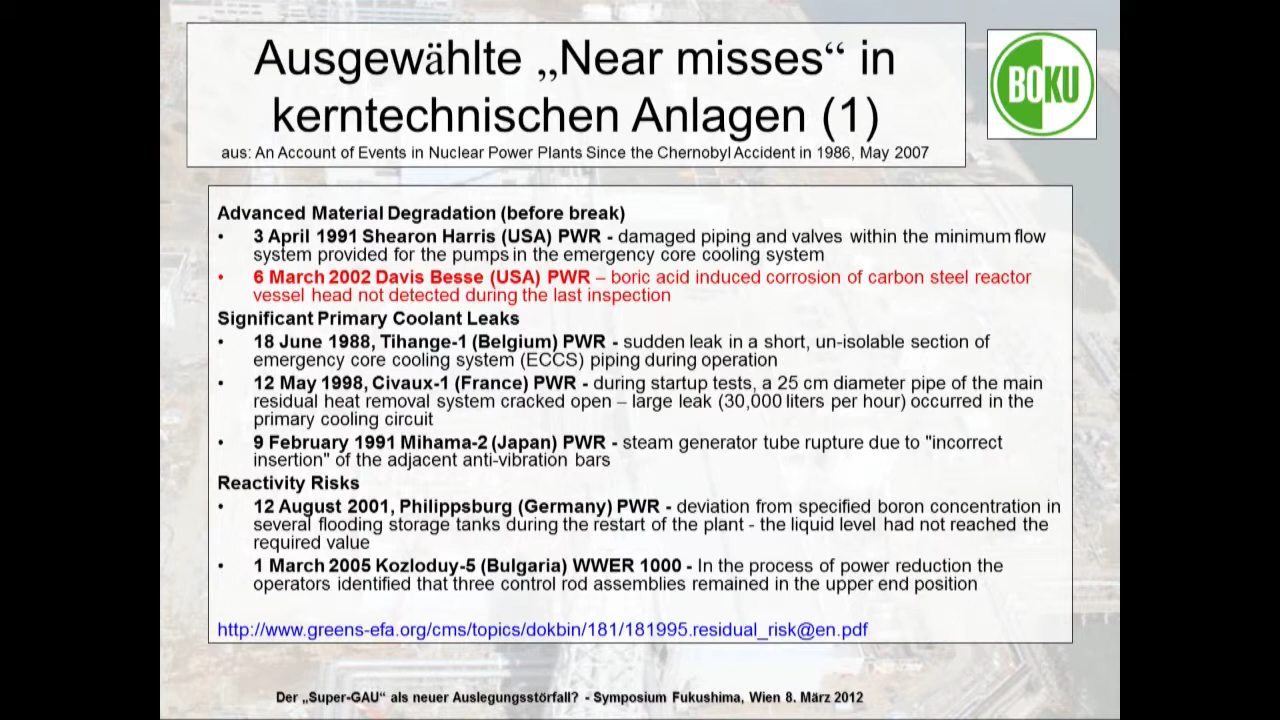 Ausgewählte „Near misses“ in
kerntechnischen Anlagen (1)
aus: An Account of Events in Nuclear Power Plants Since the Chernobyl Accident in 1986, May 2007
BOKU
Advanced Material Degradation (before break)
• 3 April 1991 Shearon Harris (USA) PWR - damaged piping and valves within the minimum flow
system provided for the pumps in the emergency core cooling system
• 6 March 2002 Davis Besse (USA) PWR – boric acid induced corrosion of carbon steel reactor
vessel head not detected during the last inspection
Significant Primary Coolant Leaks
• 18 June 1988, Tihange-1 (Belgium) PWR - sudden leak in a short, un-isolable section of
emergency core cooling system (ECCS) piping during operation
• 12 May 1998, Civaux-1 (France) PWR - during startup tests, a 25 cm diameter pipe of the main
residual heat removal system cracked open – large leak (30,000 liters per hour) occurred in the
primary cooling circuit
• 9 February 1991 Mihama-2 (Japan) PWR - steam generator tube rupture due to "incorrect
insertion" of the adjacent anti-vibration bars
Reactivity Risks
• 12 August 2001, Philippsburg (Germany) PWR - deviation from specified boron concentration in
several flooding storage tanks during the restart of the plant - the liquid level had not reached the
required value
• 1 March 2005 Kozloduy-5 (Bulgaria) WWER 1000 - In the process of power reduction the
operators identified that three control rod assemblies remained in the upper end position
http://www.greens-efa.org/cms/topics/dokbin/181/181995.residual_risk@en.pdf
Der „Super-GAU“ als neuer Auslegungsstörfall? - Symposium Fukushima, Wien 8. März 2012